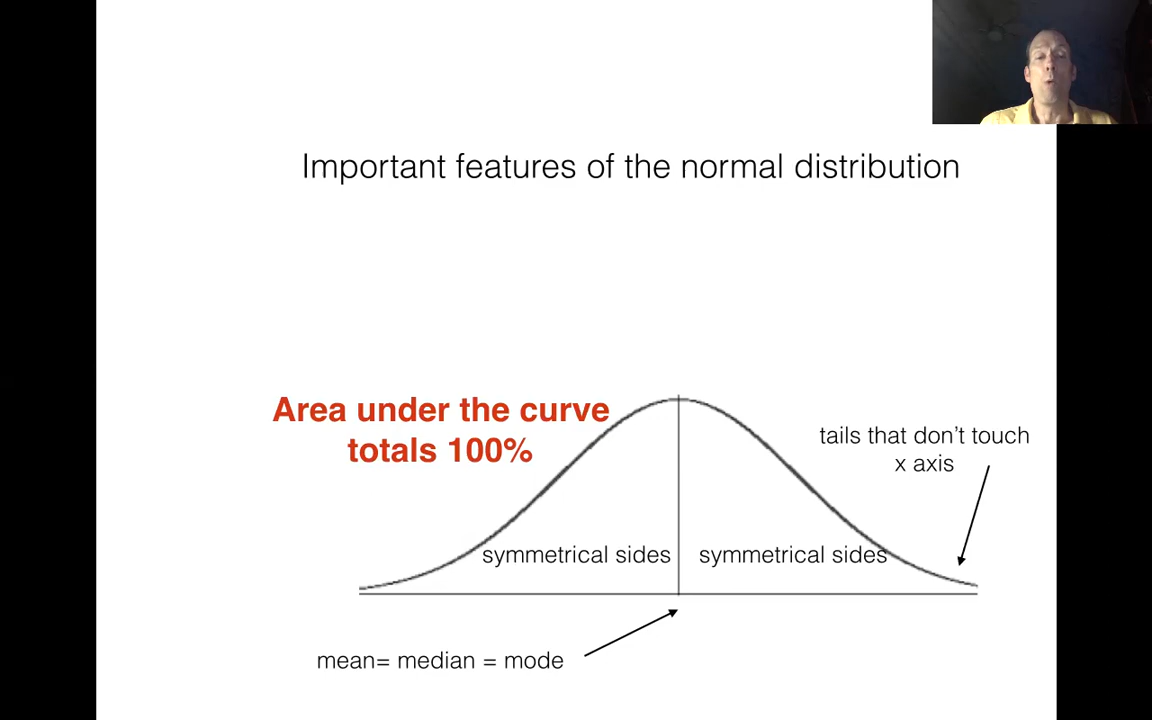 Important features of the normal distribution
Area under the curve
totals 100%
tails that don’t touch
x axis
symmetrical sides
symmetrical sides
mean= median = mode